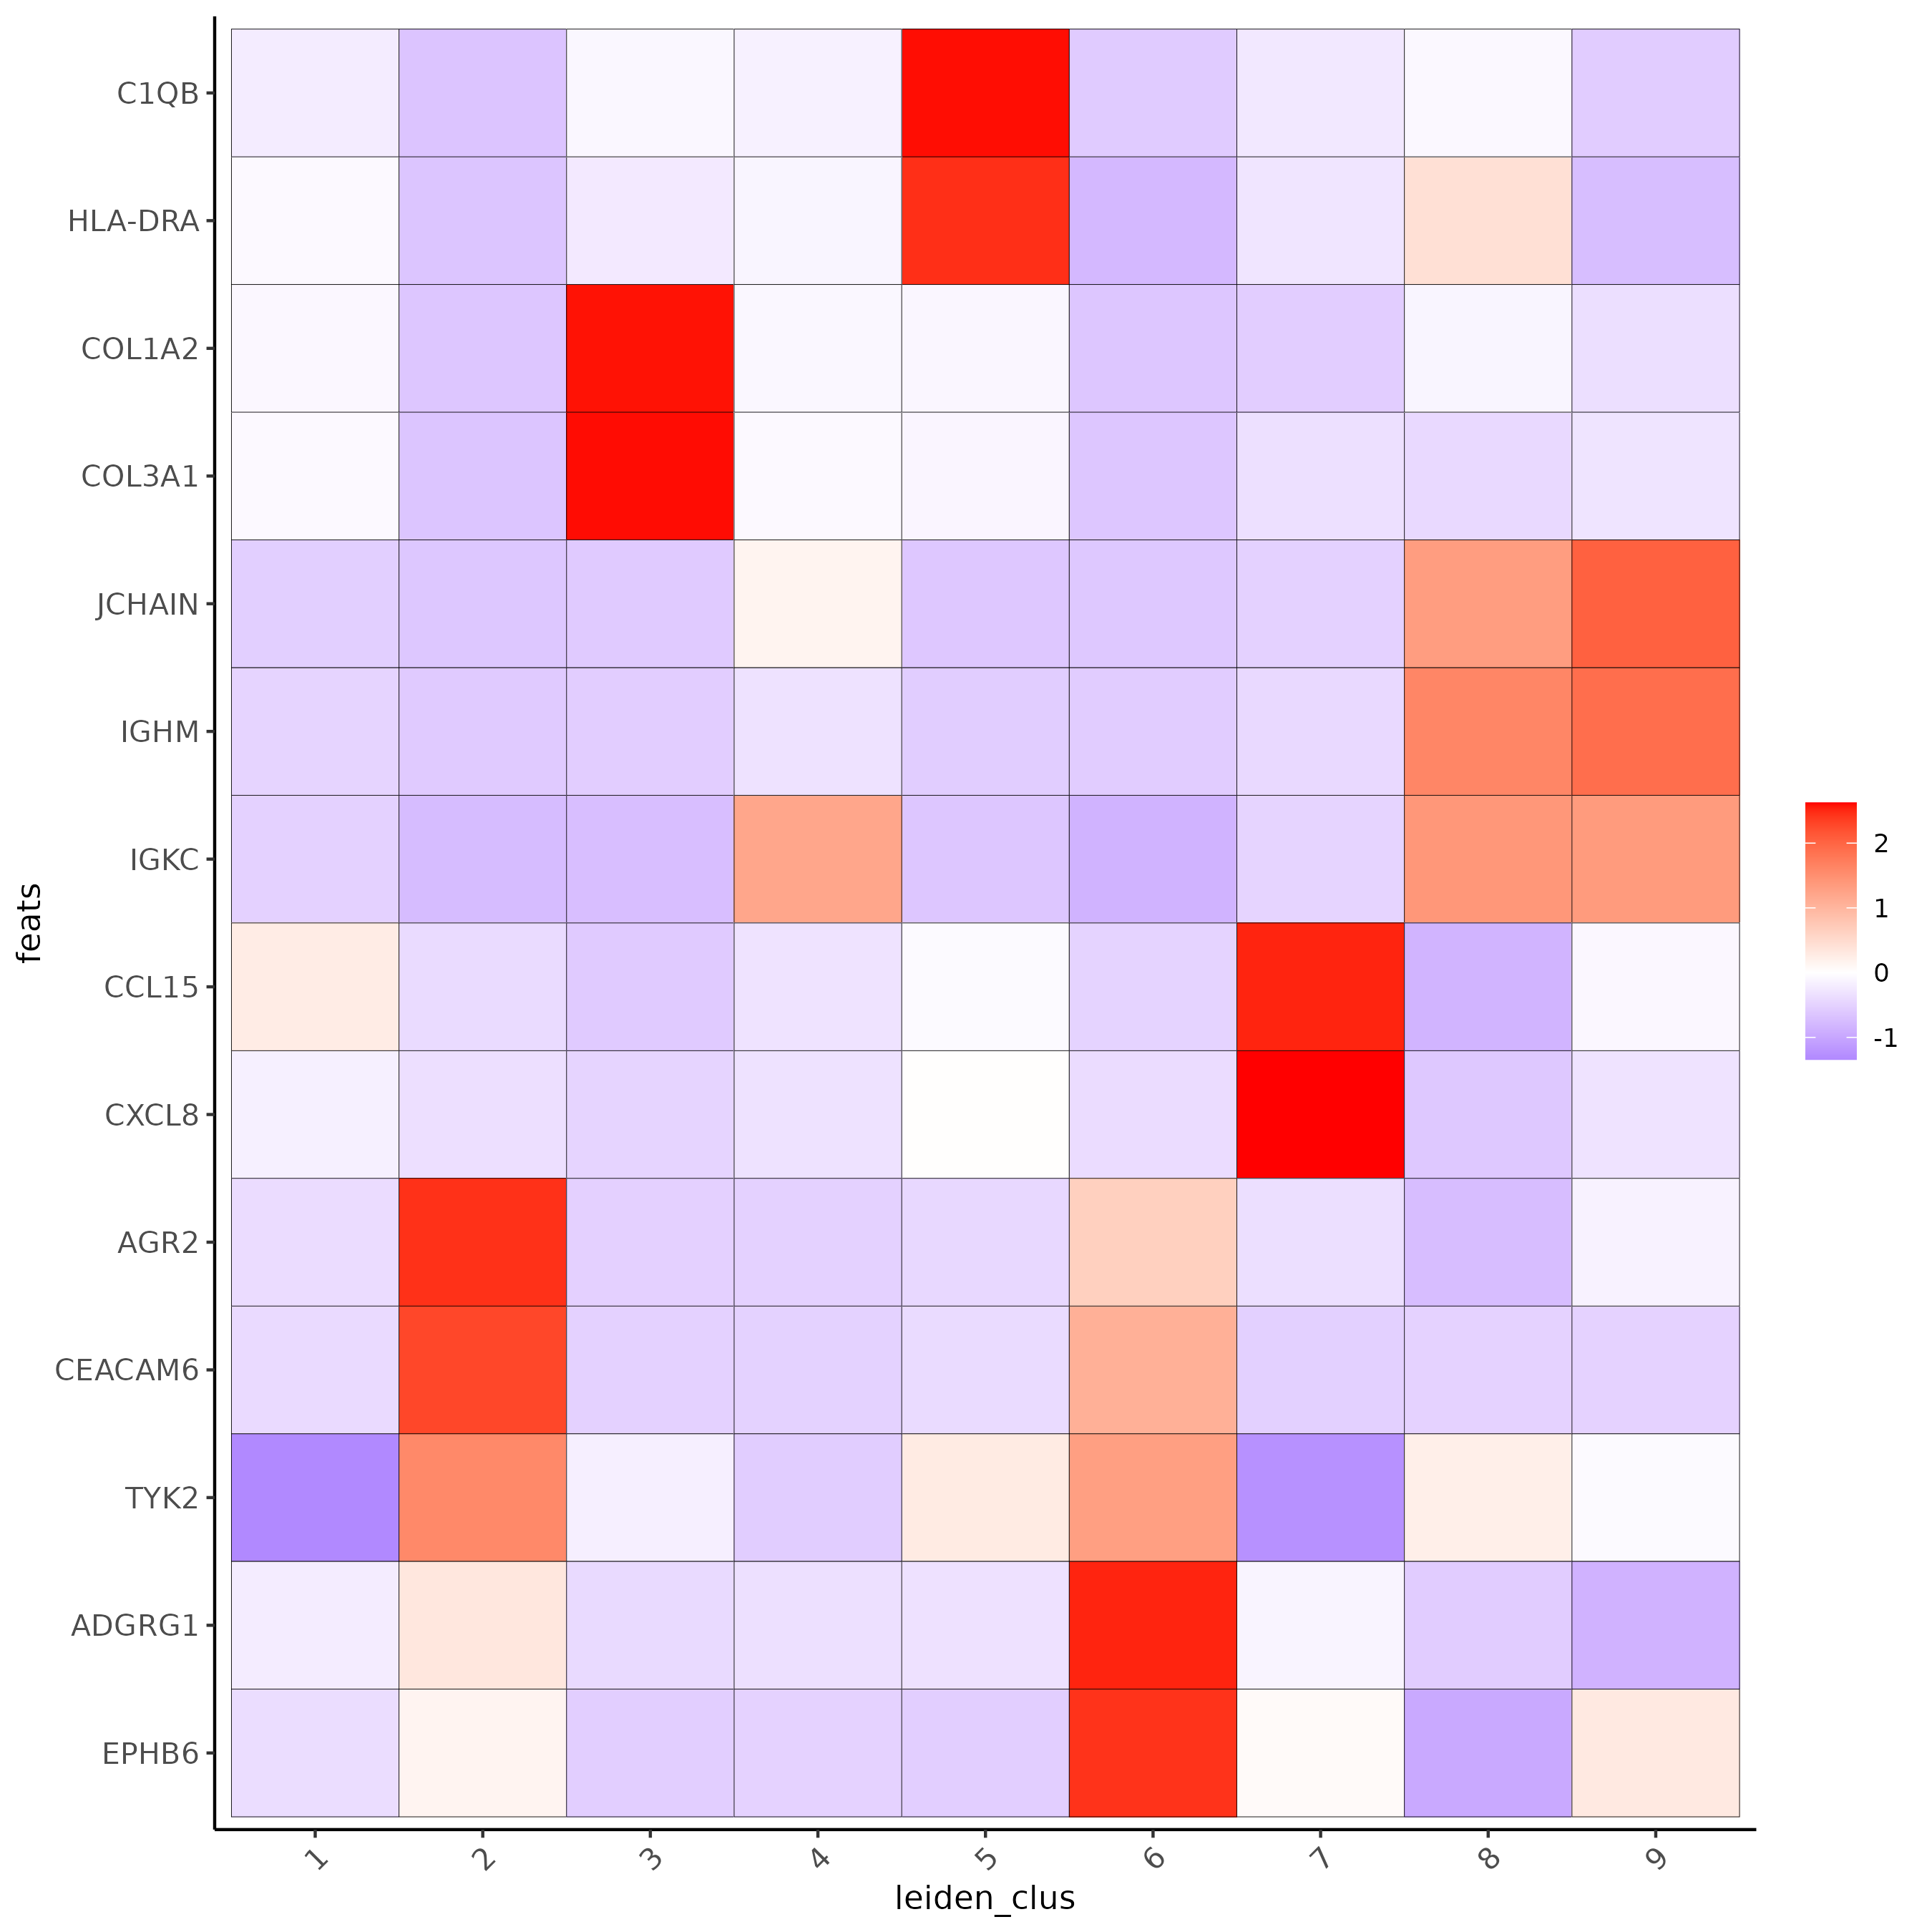 C1QB
HLA-DRA
COL1A2
COL3A1
JCHAIN
IGHM
IGKC
CCL15
CXCL8
AGR2
CEACAM6
TYK2
ADGRG1
EPHB6
feats
1 2 3 4 5 6 7 8 9
leiden_clus
2
1
0
-1